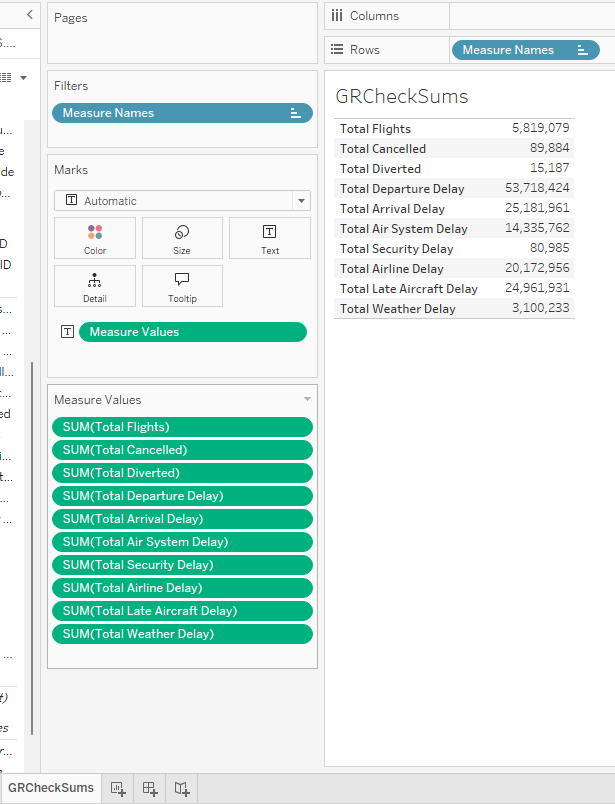 Pages
Columns
Rows
Measure Names
Filters
Measure Names
Marks
Automatic
Color
Size
Text
Detail
Tooltip
Measure Values
Measure Values
SUM(Total Flights)
SUM(Total Cancelled)
SUM(Total Diverted)
SUM(Total Departure Delay)
SUM(Total Arrival Delay)
SUM(Total Air System Delay)
SUM(Total Security Delay)
SUM(Total Airline Delay)
SUM(Total Late Aircraft Delay)
SUM(Total Weather Delay)
GRCheckSums
Total Flights 5,819,079
Total Cancelled 89,884
Total Diverted 15,187
Total Departure Delay 53,718,424
Total Arrival Delay 25,181,961
Total Air System Delay 14,335,762
Total Security Delay 80,985
Total Airline Delay 20,172,956
Total Late Aircraft Delay 24,961,931
Total Weather Delay 3,100,233
GRCheckSums